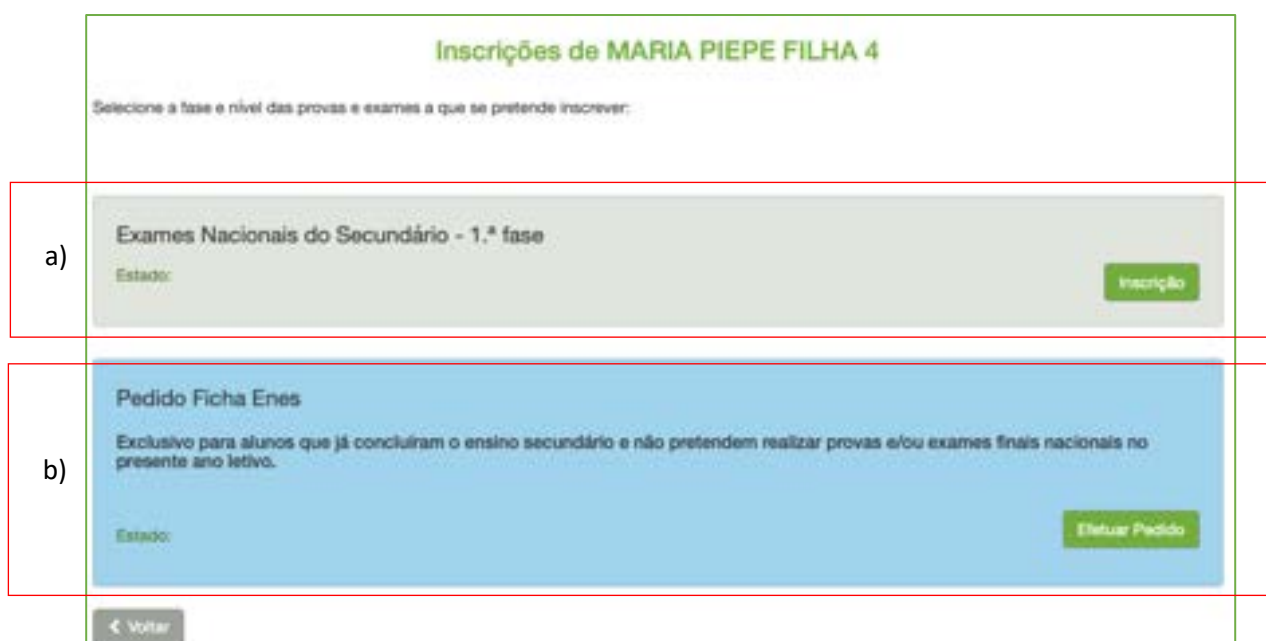 Inscrições de MARIA PIEPE FILHA 4
Selecione a fase e nível das provas e exames a que se pretende inscrever:
a)
Exames Nacionais do Secundário - 1.ª fase
Estado:
Inscrição
b)
Pedido Ficha Enes
Exclusivo para alunos que já concluíram o ensino secundário e não pretendem realizar provas e/ou exames finais nacionais no
presente ano letivo.
Estado:
Efetuar Pedido
Voltar